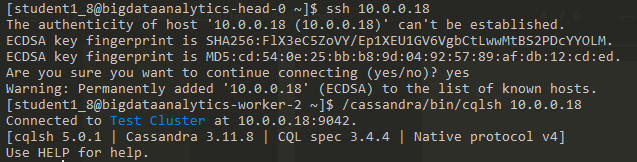 [student1_8@bigdataanalytics-head-0 ~]$ ssh 10.0.0.18
The authenticity of host '10.0.0.18 (10.0.0.18)' can't be established.
ECDSA key fingerprint is SHA256:FlX3eC5ZoVY/Ep1XEU1GV6VgbCtLwwMtBS2PDcYYOLM.
ECDSA key fingerprint is MD5:cd:54:0e:25:bb:b8:9d:04:92:57:89:af:db:12:cd:ed.
Are you sure you want to continue connecting (yes/no)? yes
Warning: Permanently added '10.0.0.18' (ECDSA) to the list of known hosts.
[student1_8@bigdataanalytics-worker-2 ~]$ /cassandra/bin/cqlsh 10.0.0.18
Connected to Test Cluster at 10.0.0.18:9042.
[cqlsh 5.0.1 | Cassandra 3.11.8 | CQL spec 3.4.4 | Native protocol v4]
Use HELP for help.